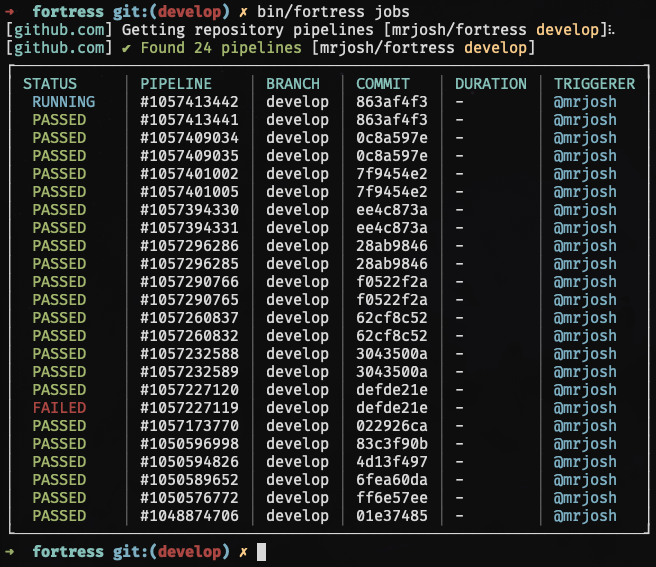 ➜ fortress git:(develop) ✗ bin/fortress jobs
[github.com] Getting repository pipelines [mrjosh/fortress develop]⠧
[github.com] ✔ Found 24 pipelines [mrjosh/fortress develop]
STATUS PIPELINE BRANCH COMMIT DURATION TRIGGERER
RUNNING #1057413442 develop 863af4f3 - @mrjosh
PASSED #1057413441 develop 863af4f3 - @mrjosh
PASSED #1057409034 develop 0c8a597e - @mrjosh
PASSED #1057409035 develop 0c8a597e - @mrjosh
PASSED #1057401002 develop 7f9454e2 - @mrjosh
PASSED #1057401005 develop 7f9454e2 - @mrjosh
PASSED #1057394330 develop ee4c873a - @mrjosh
PASSED #1057394331 develop ee4c873a - @mrjosh
PASSED #1057296286 develop 28ab9846 - @mrjosh
PASSED #1057296285 develop 28ab9846 - @mrjosh
PASSED #1057290766 develop f0522f2a - @mrjosh
PASSED #1057290765 develop f0522f2a - @mrjosh
PASSED #1057260837 develop 62cf8c52 - @mrjosh
PASSED #1057260832 develop 62cf8c52 - @mrjosh
PASSED #1057232588 develop 3043500a - @mrjosh
PASSED #1057232589 develop 3043500a - @mrjosh
PASSED #1057227120 develop defde21e - @mrjosh
FAILED #1057227119 develop defde21e - @mrjosh
PASSED #1057173770 develop 022926ca - @mrjosh
PASSED #1050596998 develop 83c3f90b - @mrjosh
PASSED #1050594826 develop 4d13f497 - @mrjosh
PASSED #1050589652 develop 6fea60da - @mrjosh
PASSED #1050576772 develop ff6e57ee - @mrjosh
PASSED #1048874706 develop 01e37485 - @mrjosh
➜ fortress git:(develop) ✗